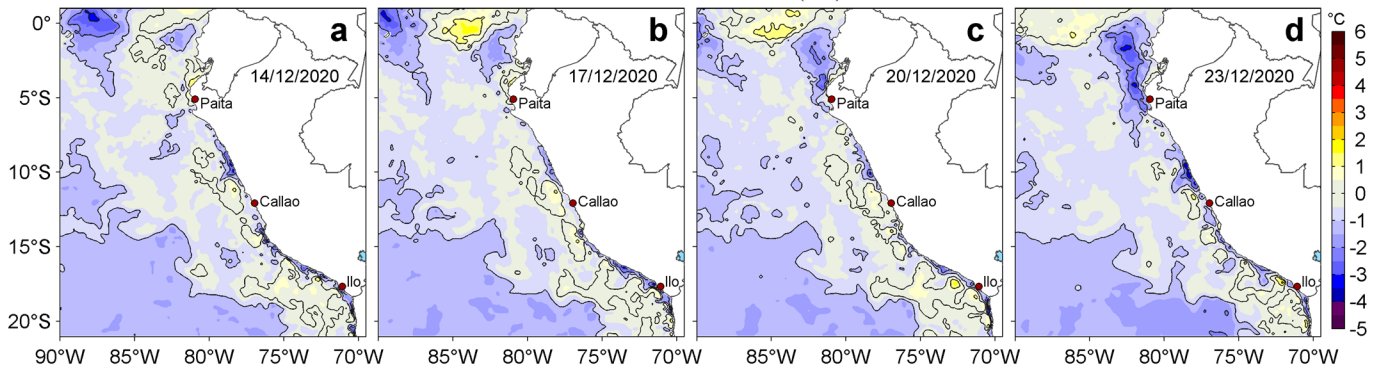 a b c d
°C
14/12/2020 17/12/2020 20/12/2020 23/12/2020
0°
5°S
10°S
15°S
20°S
Paita Paita Paita Paita
Callao Callao Callao Callao
Ilo Ilo Ilo Ilo
90°W 85°W 80°W 75°W 70°W 85°W 80°W 75°W 70°W 85°W 80°W 75°W 70°W 85°W 80°W 75°W 70°W
6
5
4
3
2
1
0
-1
-2
-3
-4
-5